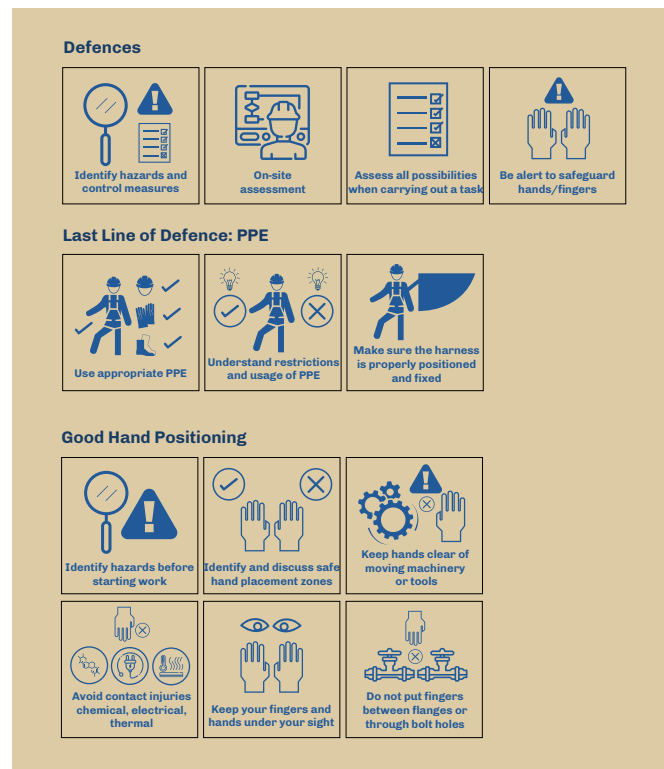 Defences
Identify hazards and
control measures
On-site
assessment
Assess all possibilities
when carrying out a task
Be alert to safeguard
hands/fingers
Last Line of Defence: PPE
Use appropriate PPE
Understand restrictions
and usage of PPE
Make sure the harness
is properly positioned
and fixed
Good Hand Positioning
Identify hazards before
starting work
Identify and discuss safe
hand placement zones
Keep hands clear of
moving machinery
or tools
Avoid contact injuries
chemical, electrical,
thermal
Keep your fingers and
hands under your sight
Do not put fingers
between flanges or
through bolt holes